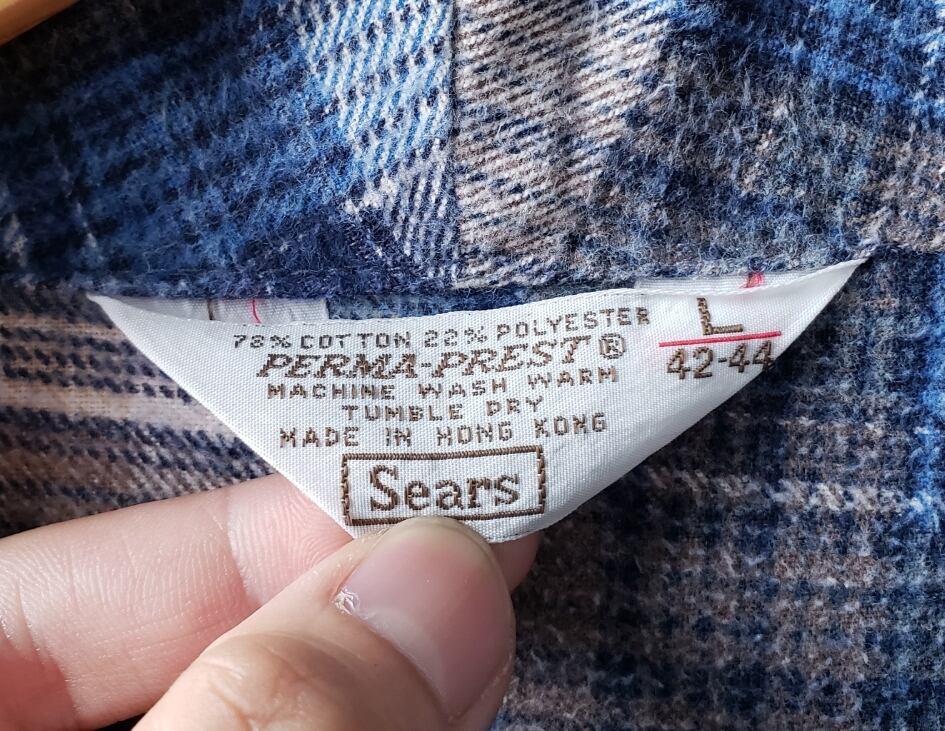 78% COTTON 22% POLYESTER
PERMA-PREST®
MACHINE WASH WARM
TUMBLE DRY
MADE IN HONG KONG
Sears
L
42-44